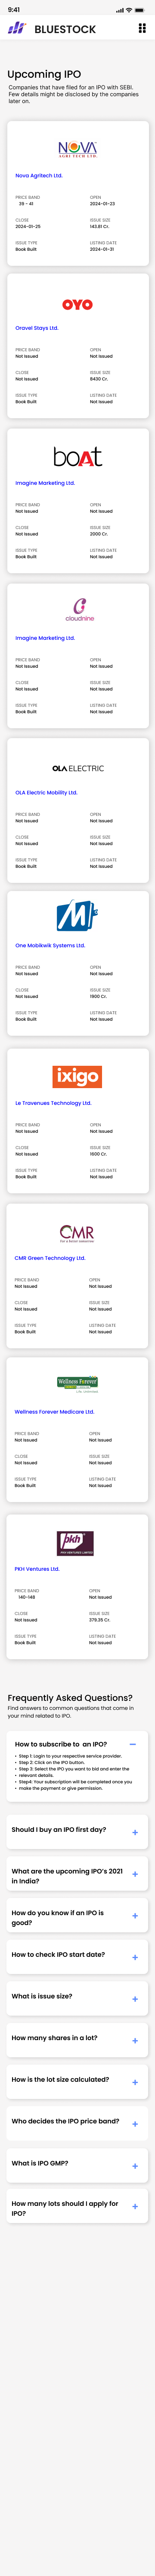 9:41
BLUESTOCK
Upcoming IPO
Companies that have filed for an IPO with SEBI.
Few details might be disclosed by the companies
later on.
NOVA
AGRI TECH LTD.
Nova Agritech Ltd.
PRICE BAND OPEN
39 - 41 2024-01-23
CLOSE ISSUE SIZE
2024-01-25 143.81 Cr.
ISSUE TYPE LISTING DATE
Book Built 2024-01-31
OYO
Oravel Stays Ltd.
PRICE BAND OPEN
Not Issued Not Issued
CLOSE ISSUE SIZE
Not Issued 8430 Cr.
ISSUE TYPE LISTING DATE
Book Built Not Issued
boAt
Imagine Marketing Ltd.
PRICE BAND OPEN
Not Issued Not Issued
CLOSE ISSUE SIZE
Not Issued 2000 Cr.
ISSUE TYPE LISTING DATE
Book Built Not Issued
cloudnine
Imagine Marketing Ltd.
PRICE BAND OPEN
Not Issued Not Issued
CLOSE ISSUE SIZE
Not Issued Not Issued
ISSUE TYPE LISTING DATE
Book Built Not Issued
OLA ELECTRIC
OLA Electric Mobility Ltd.
PRICE BAND OPEN
Not Issued Not Issued
CLOSE ISSUE SIZE
Not Issued Not Issued
ISSUE TYPE LISTING DATE
Book Built Not Issued
One Mobikwik Systems Ltd.
PRICE BAND OPEN
Not Issued Not Issued
CLOSE ISSUE SIZE
Not Issued 1900 Cr.
ISSUE TYPE LISTING DATE
Book Built Not Issued
ixigo
Le Travenues Technology Ltd.
PRICE BAND OPEN
Not Issued Not Issued
CLOSE ISSUE SIZE
Not Issued 1600 Cr.
ISSUE TYPE LISTING DATE
Book Built Not Issued
CMR
CMR Green Technology Ltd.
PRICE BAND OPEN
Not Issued Not Issued
CLOSE ISSUE SIZE
Not Issued Not Issued
ISSUE TYPE LISTING DATE
Book Built Not Issued
Wellness Forever
Wellness Forever Medicare Ltd.
PRICE BAND OPEN
Not Issued Not Issued
CLOSE ISSUE SIZE
Not Issued Not Issued
ISSUE TYPE LISTING DATE
Book Built Not Issued
pkh
PKH VENTURES LIMITED
PKH Ventures Ltd.
PRICE BAND OPEN
140-148 Not Issued
CLOSE ISSUE SIZE
Not Issued 379.35 Cr.
ISSUE TYPE LISTING DATE
Book Built Not Issued
Frequently Asked Questions?
Find answers to common questions that come in
your mind related to IPO.
How to subscribe to an IPO?
• Step 1: Login to your respective service provider.
• Step 2: Click on the IPO button.
• Step 3: Select the IPO you want to bid and enter the
• relevant details.
• Step4: Your subscription will be completed once you
• make the payment or give permission.
Should I buy an IPO first day?
What are the upcoming IPO's 2021
in India?
How do you know if an IPO is
good?
How to check IPO start date?
What is issue size?
How many shares in a lot?
How is the lot size calculated?
Who decides the IPO price band?
What is IPO GMP?
How many lots should I apply for
IPO?